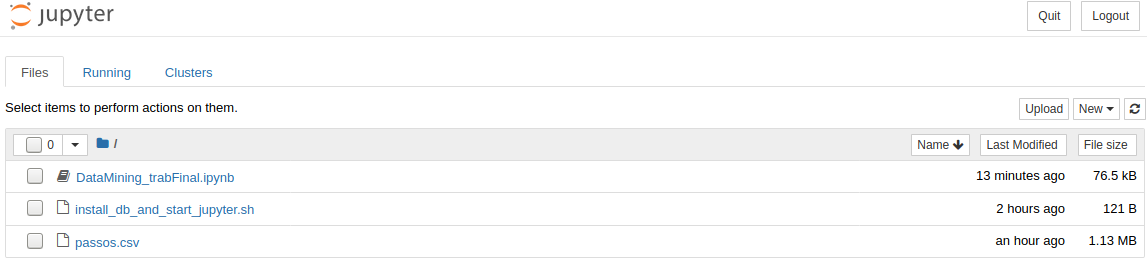 jupyter Quit Logout
Files Running Clusters
Select items to perform actions on them. Upload New
0 / Name Last Modified File size
DataMining_trabFinal.ipynb 13 minutes ago 76.5 kB
install_db_and_start_jupyter.sh 2 hours ago 121 B
passos.csv an hour ago 1.13 MB